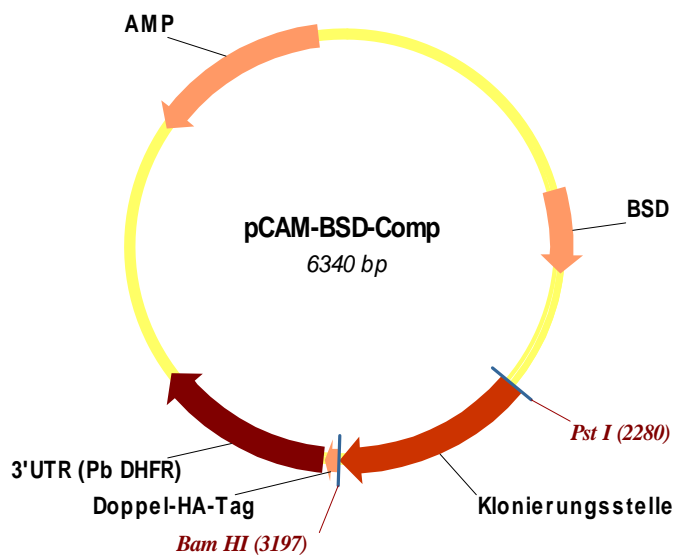 AMP
BSD
pCAM-BSD-Comp
6340 bp
Pst I (2280)
3'UTR (Pb DHFR)
Doppel-HA-Tag
Klonierungsstelle
Bam HI (3197)